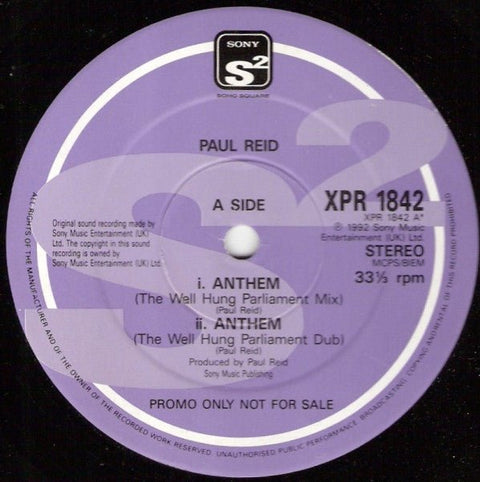 SONY
S2
SOHO SQUARE
PAUL REID
A SIDE
XPR 1842
XPR 1842 A*
℗ 1992 Sony Music
Entertainment (UK) Ltd.
STEREO
MCPS/BIEM
33⅓ rpm
Original sound recording made by
Sony Music Entertainment (UK)
Ltd. The copyright in this sound
recording is owned by
Sony Music Entertainment (UK) Ltd.
i. ANTHEM
(The Well Hung Parliament Mix)
(Paul Reid)
ii. ANTHEM
(The Well Hung Parliament Dub)
(Paul Reid)
Produced by Paul Reid
Sony Music Publishing
PROMO ONLY NOT FOR SALE
ALL RIGHTS OF THE MANUFACTURER AND OF THE OWNER OF THE RECORDED WORK RESERVED. UNAUTHORISED PUBLIC PERFORMANCE, BROADCASTING, COPYING AND RENTAL OF THIS RECORD PROHIBITED.
S2